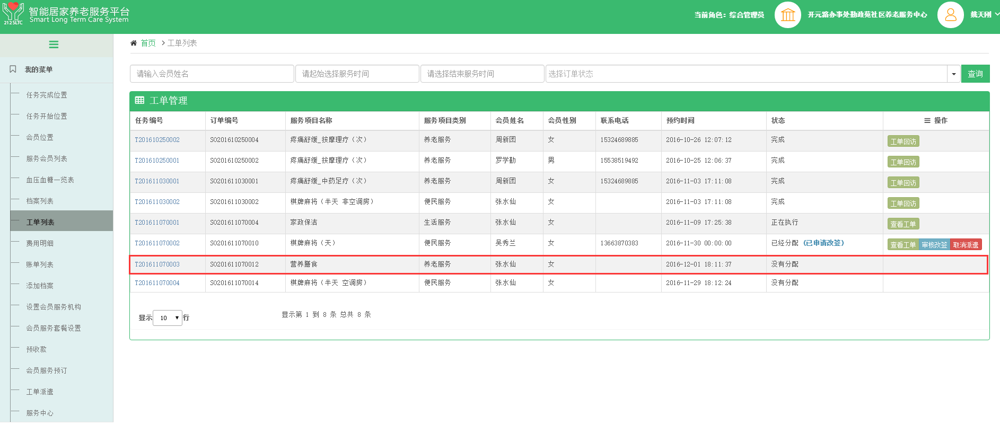 智能居家养老服务平台
Smart Long Term Care System
212SLTC
当前角色：综合管理员
开元路办事处勤政苑社区养老服务中心
姚天刚
首页 > 工单列表
我的菜单
任务完成位置
任务开始位置
会员位置
服务会员列表
血压血糖一览表
档案列表
工单列表
费用明细
账单列表
添加档案
设置会员服务机构
会员服务套餐设置
预收款
会员服务预订
工单派遣
服务中心
请输入会员姓名 请起始选择服务时间 请选择结束服务时间 选择订单状态 查询
工单管理
任务编号 订单编号 服务项目名称 服务项目类别 会员姓名 会员性别 联系电话 预约时间 状态 操作
T201610250002 SO201610250004 疼痛舒缓_按摩理疗（次） 养老服务 周新团 女 15324689885 2016-10-26 12:07:12 完成 工单回访
T201610250001 SO201610250002 疼痛舒缓_按摩理疗（次） 养老服务 罗学勤 男 15538519492 2016-10-25 12:06:37 完成 工单回访
T201611030001 SO201611030001 疼痛舒缓_中药足疗（次） 养老服务 周新团 女 15324689885 2016-11-03 17:11:08 完成 工单回访
T201611030002 SO201611030002 棋牌麻将（半天 非空调房） 便民服务 张水仙 女 2016-11-03 17:11:08 完成 工单回访
T201611070001 SO201611070004 家政保洁 生活服务 张水仙 女 2016-11-09 17:25:38 正在执行 查看工单
T201611070002 SO201611070010 棋牌麻将（天） 便民服务 吴秀兰 女 13663870383 2016-11-30 00:00:00 已经分配 (已申请改签) 查看工单 审核改签 取消派遣
T201611070003 SO201611070012 营养膳食 养老服务 张水仙 女 2016-12-01 18:11:37 没有分配
T201611070004 SO201611070014 棋牌麻将（半天 空调房） 便民服务 张水仙 女 2016-11-29 18:12:24 没有分配
显示 10 行
显示第 1 到 8 条 总共 8 条